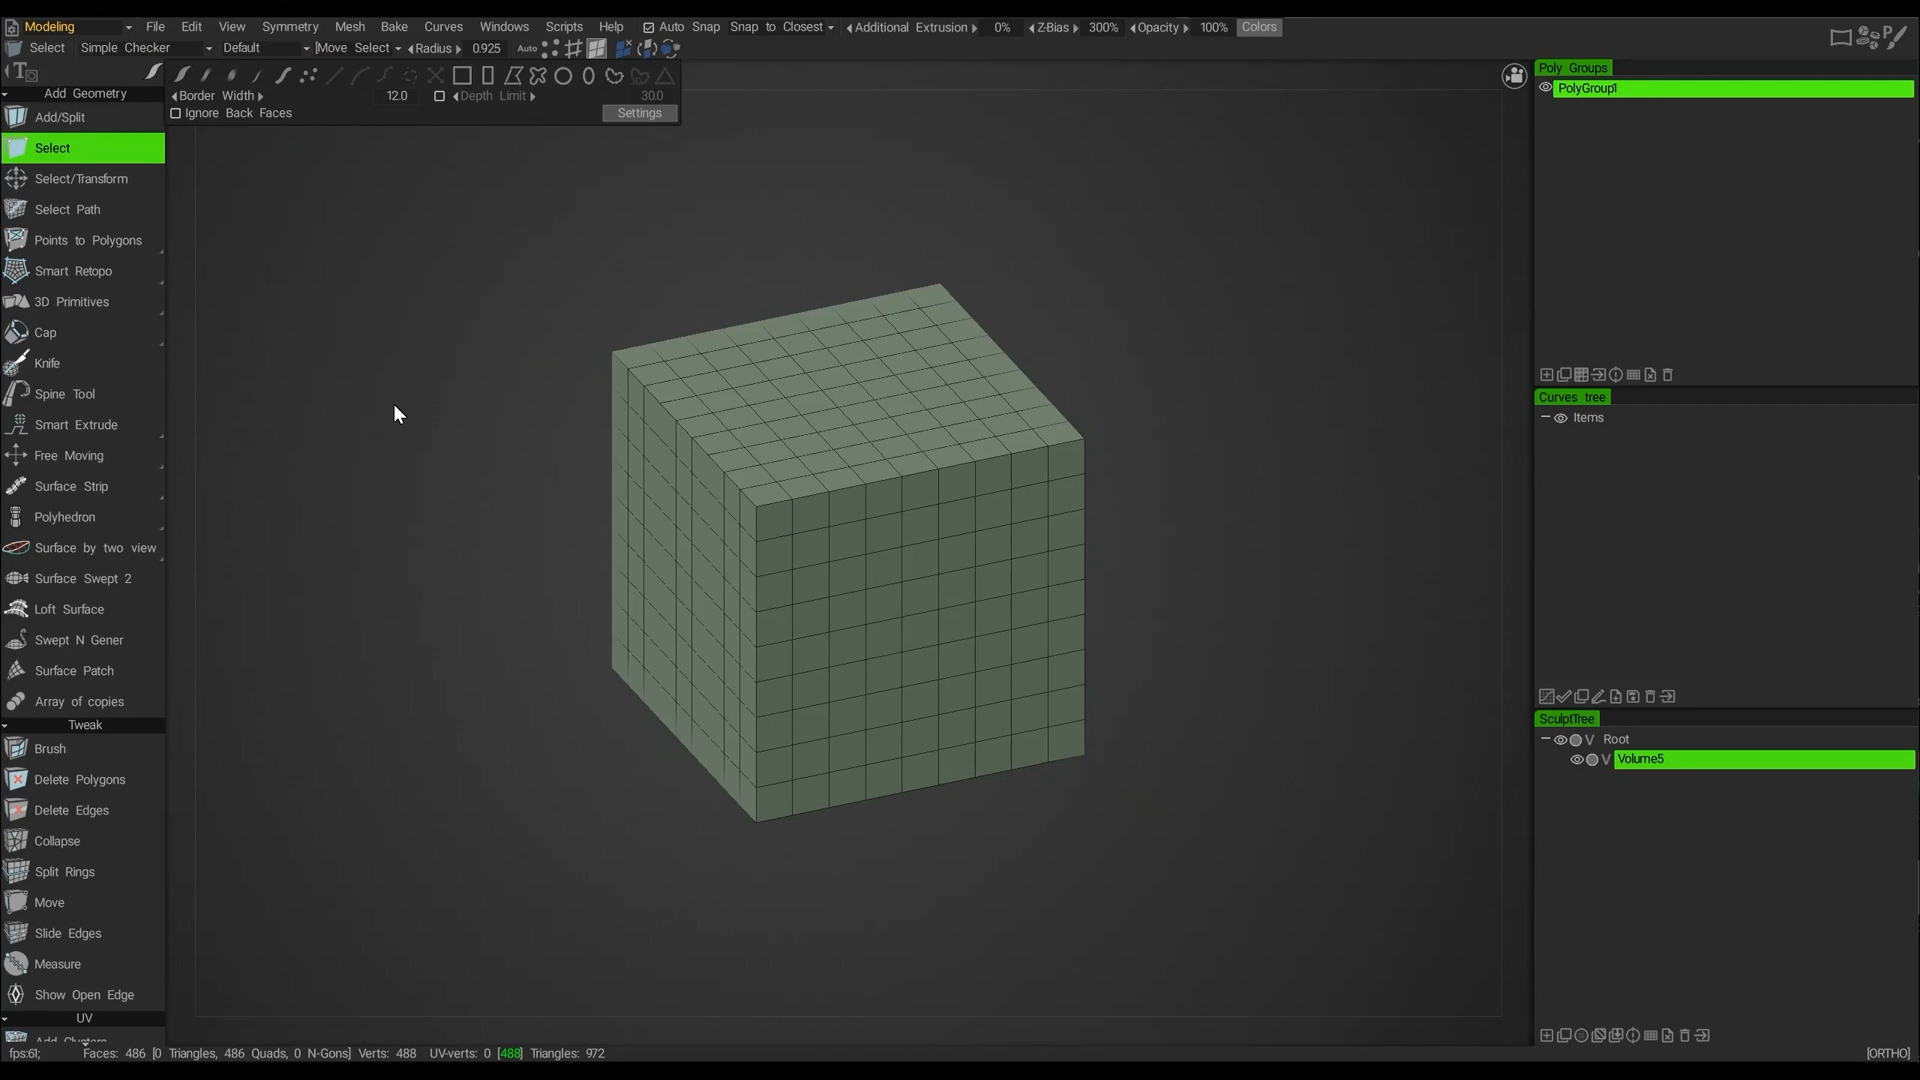 Modeling File Edit View Symmetry Mesh Bake Curves Windows Scripts Help Auto Snap Snap to Closest Additional Extrusion 0% Z-Bias 300% Opacity 100% Colors
Select Simple Checker Default [Move Select Radius 0.925 Auto
Border Width 12.0 Depth Limit 30.0
Ignore Back Faces Settings
Add Geometry
Add/Split
Select
Select/Transform
Select Path
Points to Polygons
Smart Retopo
3D Primitives
Cap
Knife
Spine Tool
Smart Extrude
Free Moving
Surface Strip
Polyhedron
Surface by two view
Surface Swept 2
Loft Surface
Swept N Gener
Surface Patch
Array of copies
Tweak
Brush
Delete Polygons
Delete Edges
Collapse
Split Rings
Move
Slide Edges
Measure
Show Open Edge
UV
Poly Groups
PolyGroup1
Curves tree
Items
SculptTree
V Root
V Volume5
fps:61; Faces: 486 [0 Triangles, 486 Quads, 0 N-Gons] Verts: 488 UV-verts: 0 [488] Triangles: 972 [ORTHO]